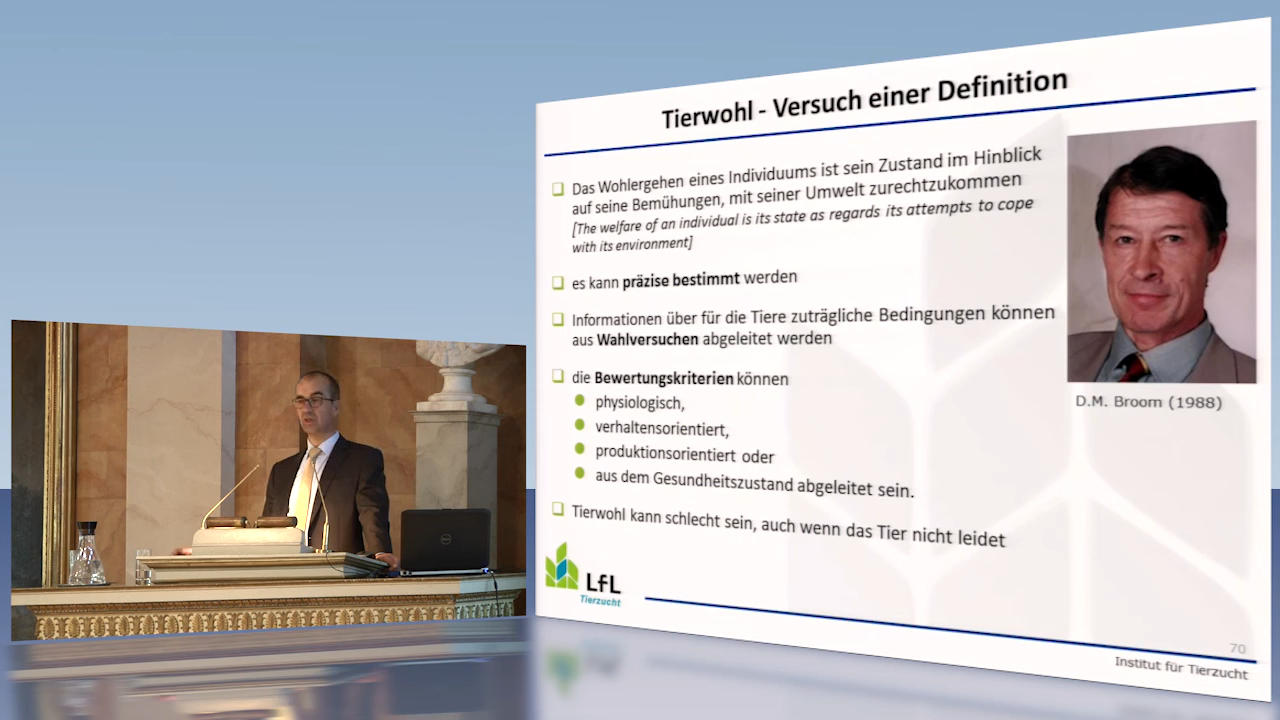 Tierwohl - Versuch einer Definition
Das Wohlergehen eines Individuums ist sein Zustand im Hinblick
auf seine Bemühungen, mit seiner Umwelt zurechtzukommen
[The welfare of an individual is its state as regards its attempts to cope
with its environment]
es kann präzise bestimmt werden
Informationen über für die Tiere zuträgliche Bedingungen können
aus Wahlversuchen abgeleitet werden
die Bewertungskriterien können
physiologisch,
verhaltensorientiert,
produktionsorientiert oder
aus dem Gesundheitszustand abgeleitet sein.
Tierwohl kann schlecht sein, auch wenn das Tier nicht leidet
D.M. Broom (1988)
LfL
Tierzucht
70
Institut für Tierzucht